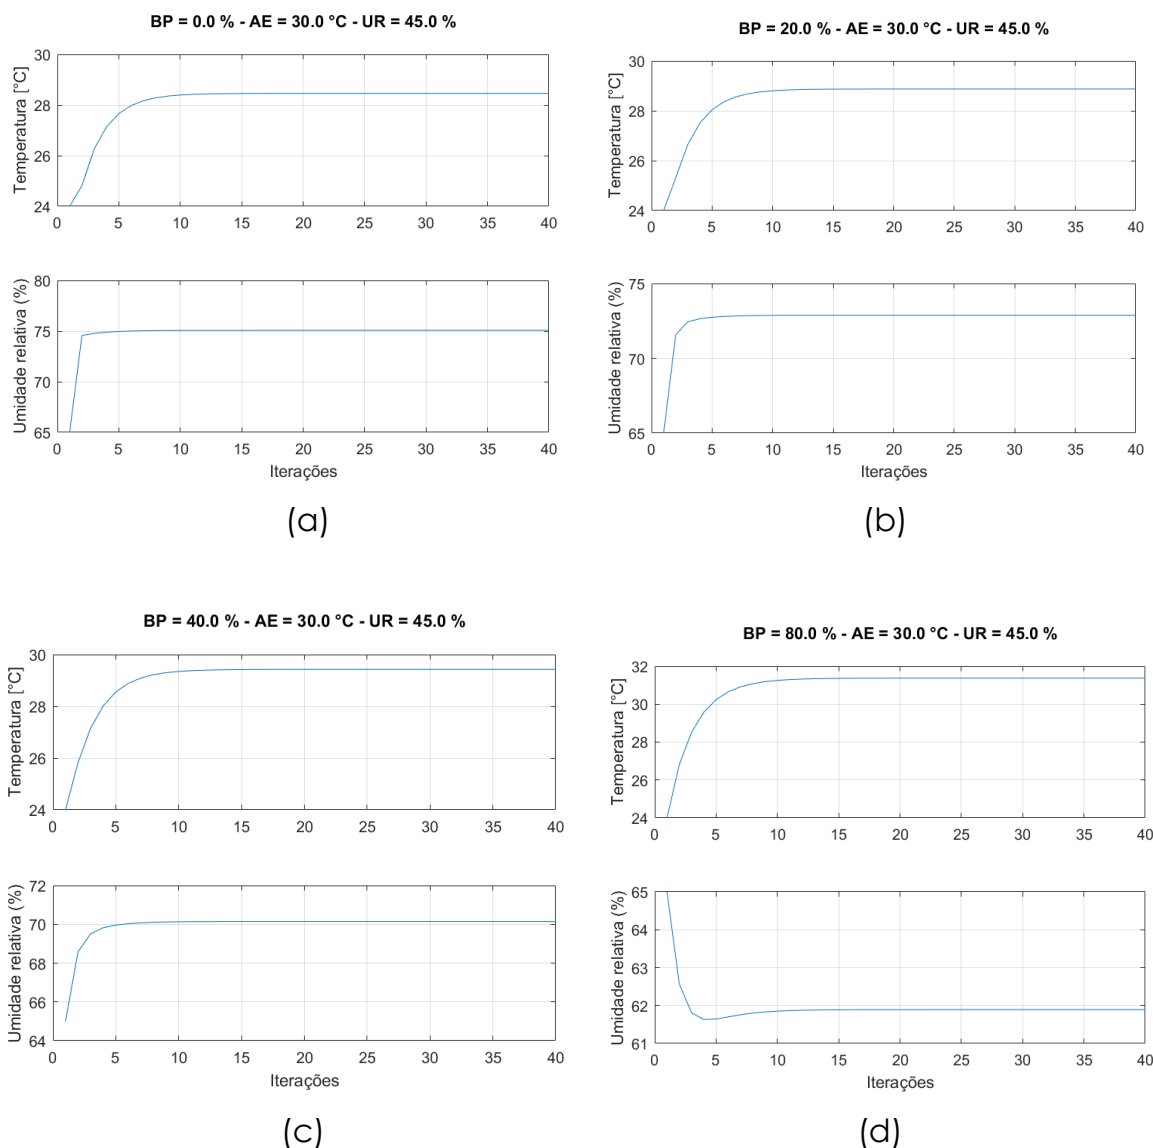 BP = 0.0 % - AE = 30.0 °C - UR = 45.0 %
Temperatura [°C]
30
28
26
24
0 5 10 15 20 25 30 35 40
Umidade relativa (%)
80
75
70
65
0 5 10 15 20 25 30 35 40
Iterações
(a)
BP = 20.0 % - AE = 30.0 °C - UR = 45.0 %
Temperatura [°C]
30
28
26
24
0 5 10 15 20 25 30 35 40
Umidade relativa (%)
75
70
65
0 5 10 15 20 25 30 35 40
Iterações
(b)
BP = 40.0 % - AE = 30.0 °C - UR = 45.0 %
Temperatura [°C]
30
28
26
24
0 5 10 15 20 25 30 35 40
Umidade relativa (%)
72
70
68
66
64
0 5 10 15 20 25 30 35 40
Iterações
(c)
BP = 80.0 % - AE = 30.0 °C - UR = 45.0 %
Temperatura [°C]
32
30
28
26
24
0 5 10 15 20 25 30 35 40
Umidade relativa (%)
65
64
63
62
61
0 5 10 15 20 25 30 35 40
Iterações
(d)